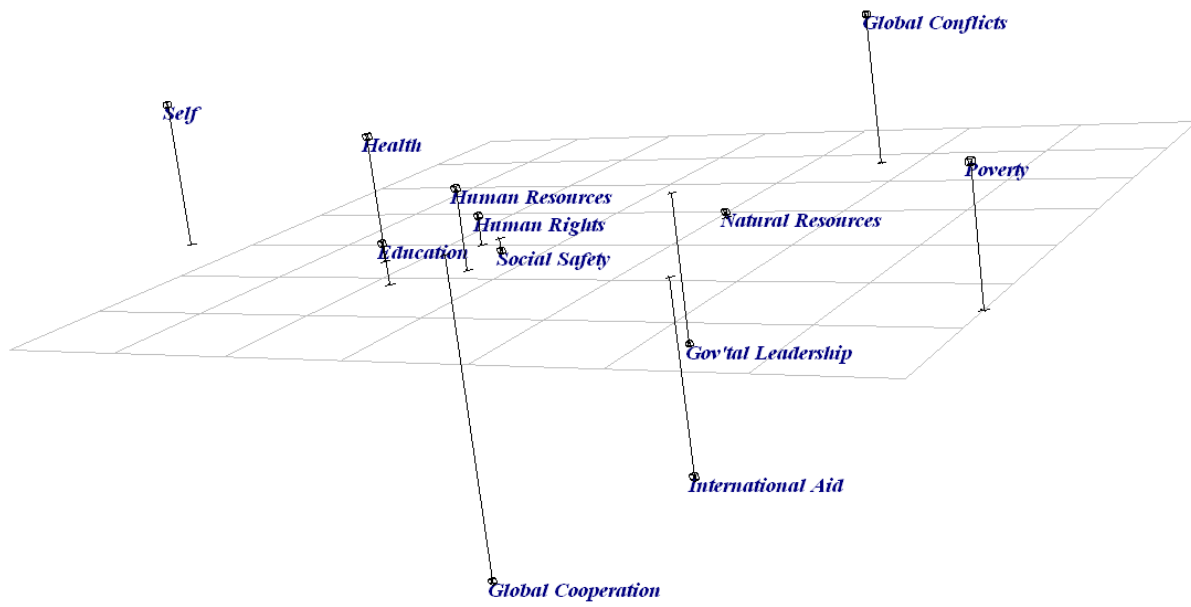 Global Conflicts
Self
Health
Poverty
Human Resources
Natural Resources
Human Rights
Education
Social Safety
Gov'tal Leadership
International Aid
Global Cooperation